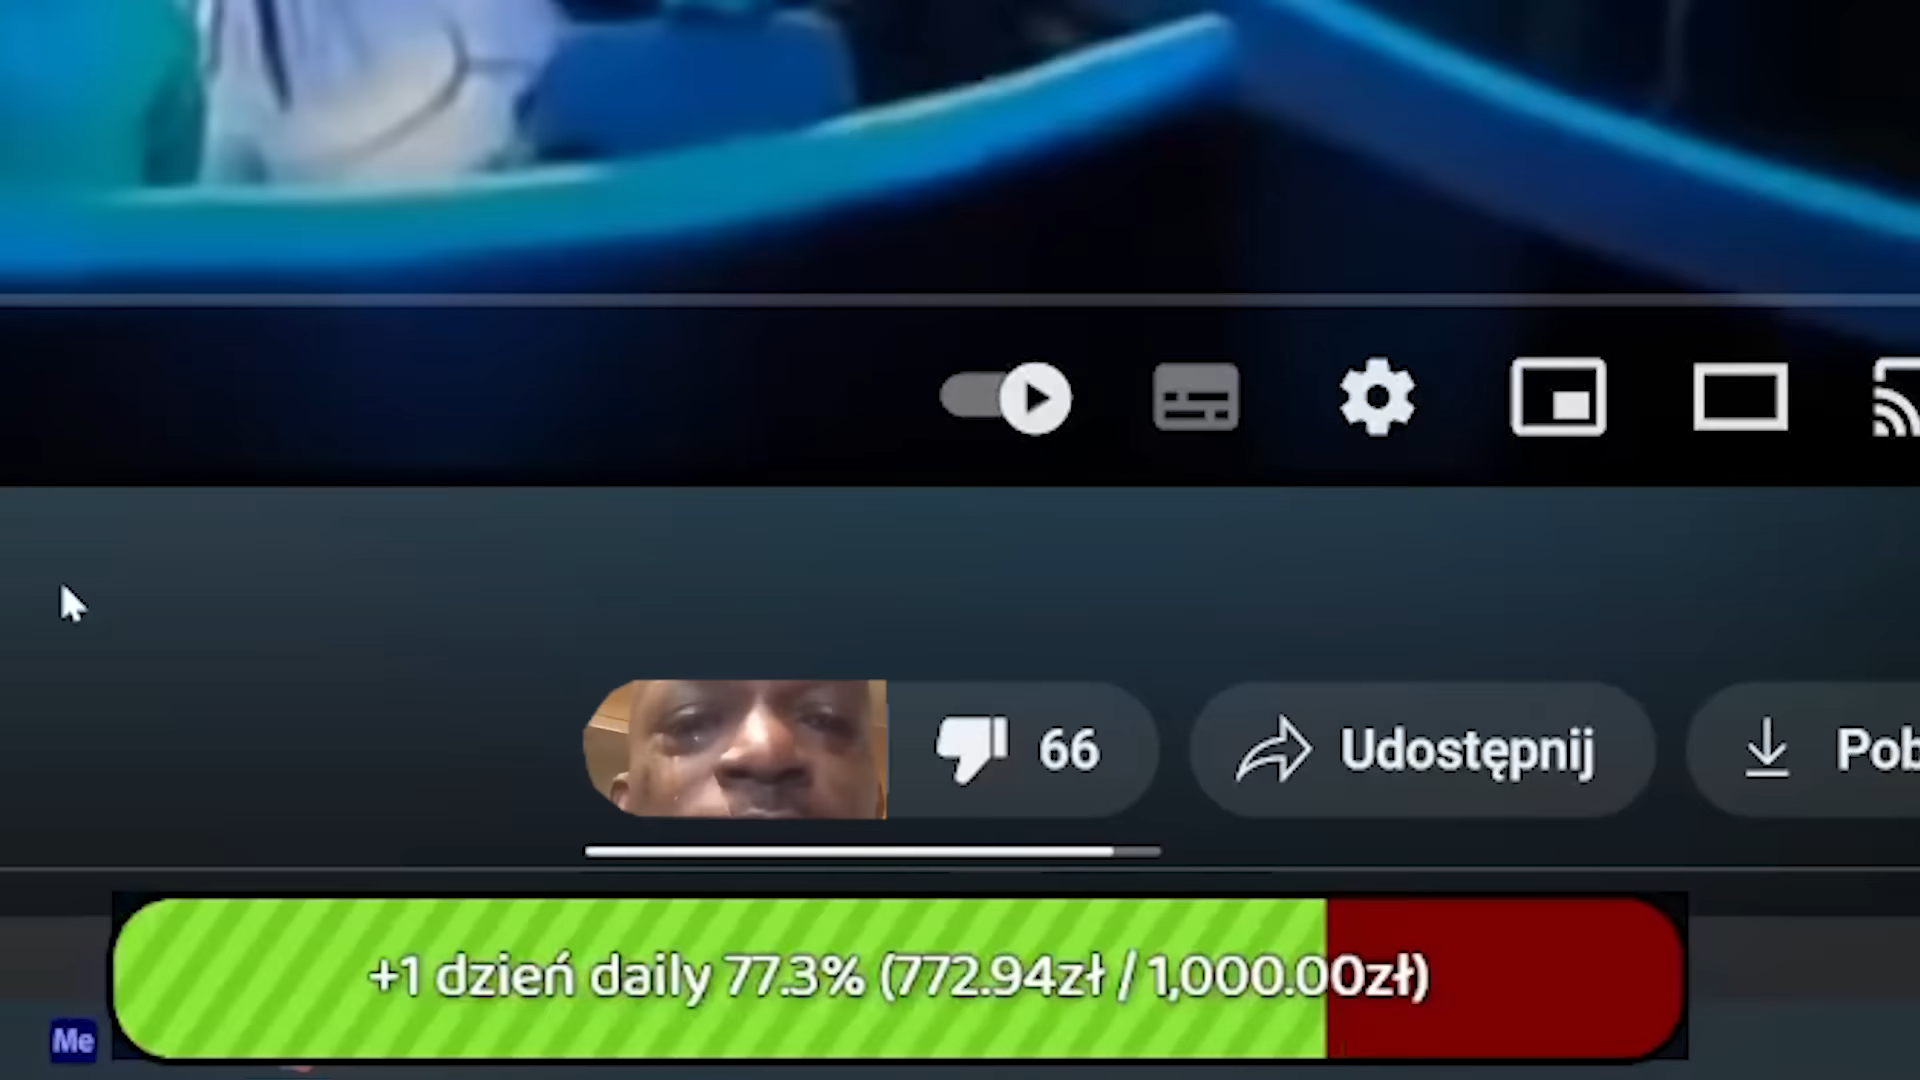 66
Udostępnij
Pob
+1 dzień daily 77.3% (772.94zł / 1,000.00zł)
Me